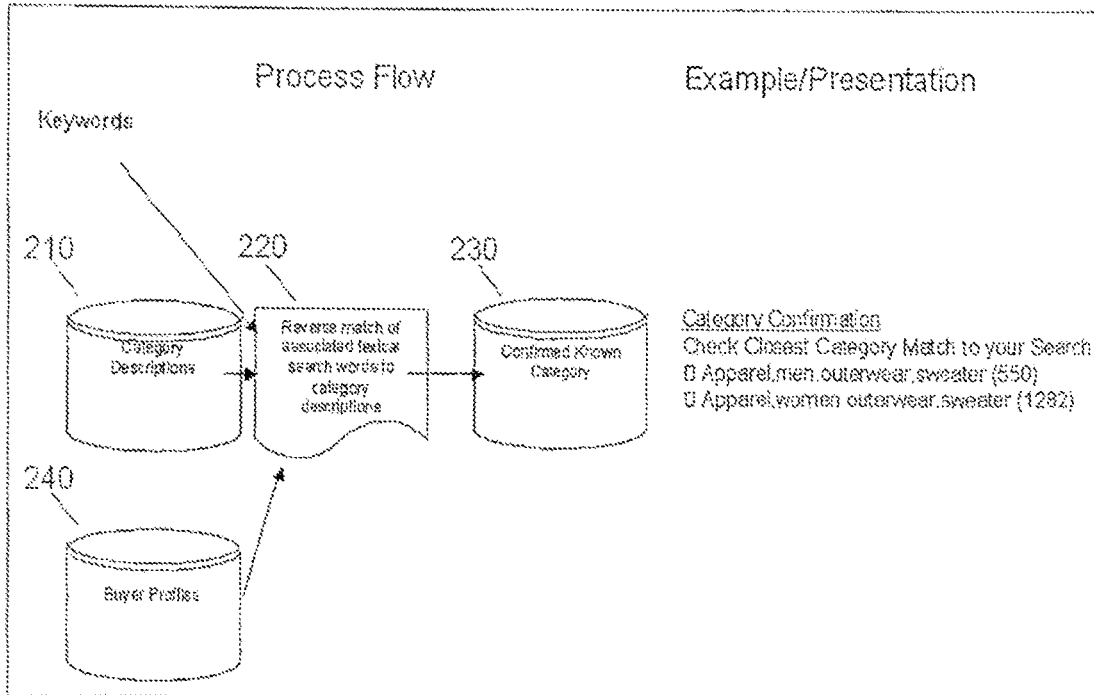 Process Flow
Example/Presentation
Keywords
210
220
230
Category
Descriptions
Reverse match of
associated lexical
search words to
category
descriptions
Confirmed Known
Category
Category Confirmation
Check Closest Category Match to your Search
Apparel,men,outerwear,sweater (550)
Apparel,women outerwear,sweater (1282)
240
Buyer Profiles